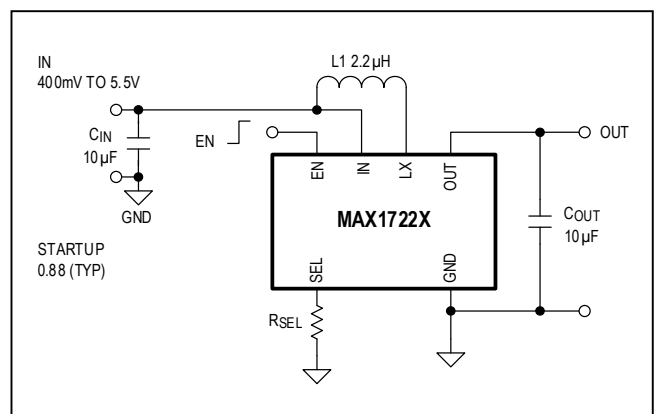 IN
400mV TO 5.5V
L1 2.2µH
CIN
10µF
EN
GND
STARTUP
0.88 (TYP)
EN
IN
LX
OUT
MAX1722X
SEL
GND
RSEL
OUT
COUT
10µF